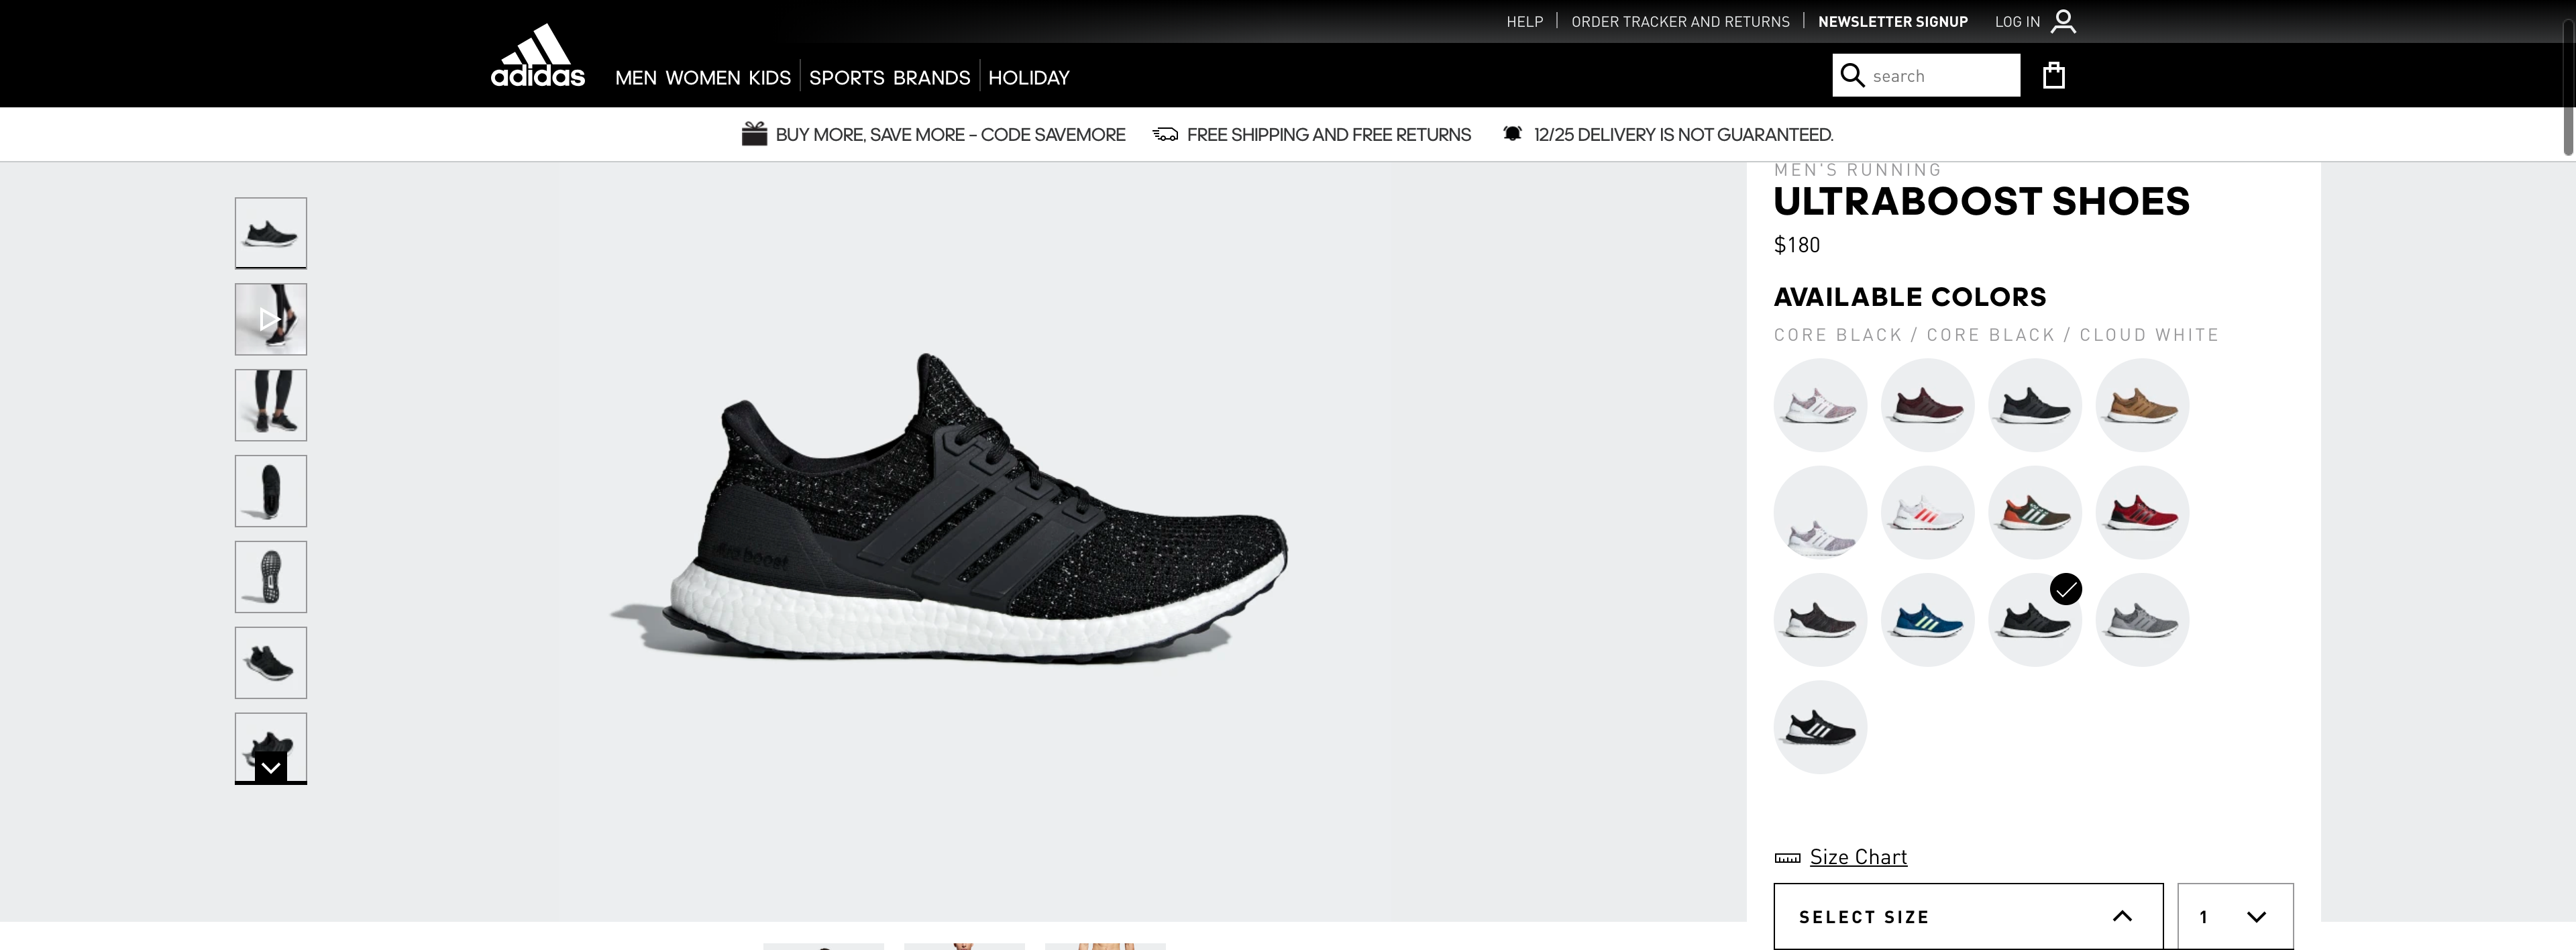 HELP
ORDER TRACKER AND RETURNS
NEWSLETTER SIGNUP
LOG IN
adidas
MEN WOMEN KIDS SPORTS BRANDS HOLIDAY
search
BUY MORE, SAVE MORE – CODE SAVEMORE
FREE SHIPPING AND FREE RETURNS
12/25 DELIVERY IS NOT GUARANTEED.
MEN'S RUNNING
ULTRABOOST SHOES
$180
AVAILABLE COLORS
CORE BLACK / CORE BLACK / CLOUD WHITE
ultra boost
Size Chart
SELECT SIZE
1